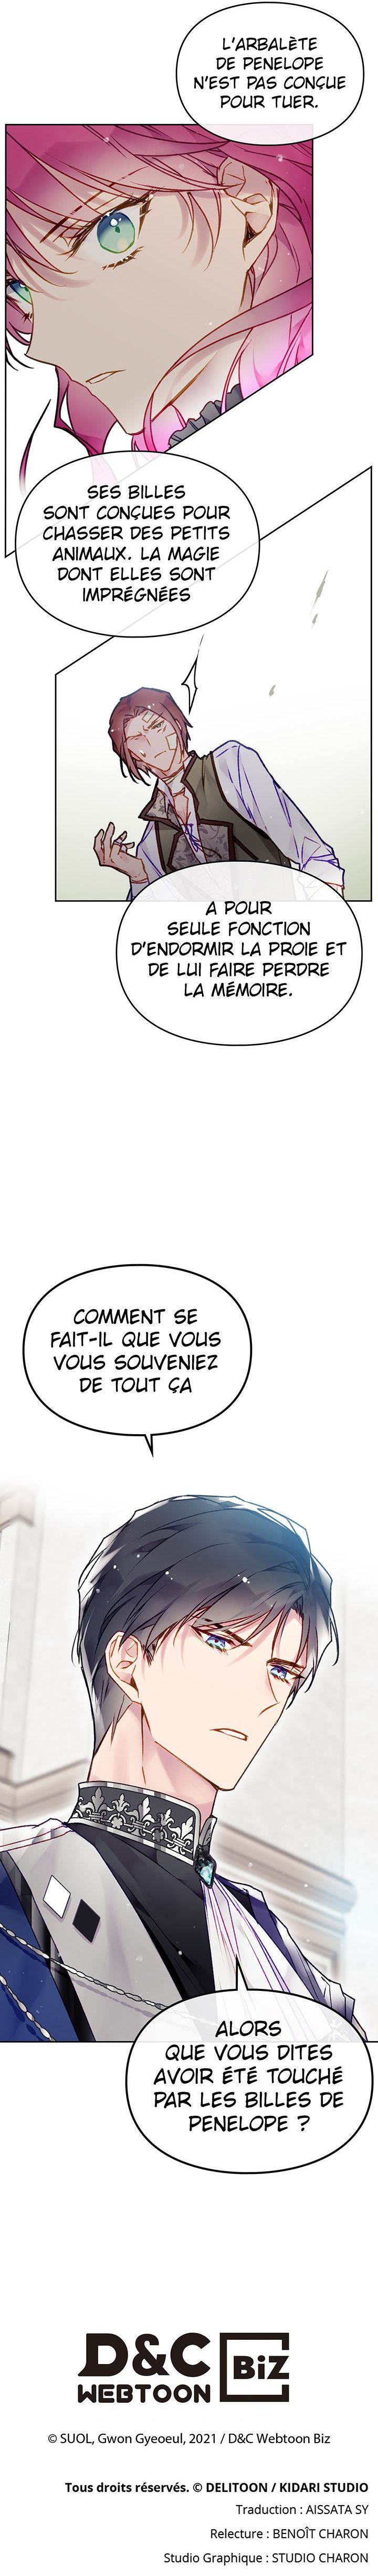 L'ARBALÈTE
DE PENELOPE
N'EST PAS CONÇUE
POUR TUER.
SES BILLES
SONT CONÇUES POUR
CHASSER DES PETITS
ANIMAUX. LA MAGIE
DONT ELLES SONT
IMPRÉGNÉES
A POUR
SEULE FONCTION
D'ENDORMIR LA PROIE ET
DE LUI FAIRE PERDRE
LA MÉMOIRE.
COMMENT SE
FAIT-IL QUE VOUS
VOUS SOUVENIEZ
DE TOUT ÇA
ALORS
QUE VOUS DITES
AVOIR ÉTÉ TOUCHÉ
PAR LES BILLES DE
PENELOPE ?
D&C
WEBTOON
BiZ
© SUOL, Gwon Gyeoeul, 2021 / D&C Webtoon Biz
Tous droits réservés. © DELITOON / KIDARI STUDIO
Traduction : AISSATA SY
Relecture : BENOÎT CHARON
Studio Graphique : STUDIO CHARON